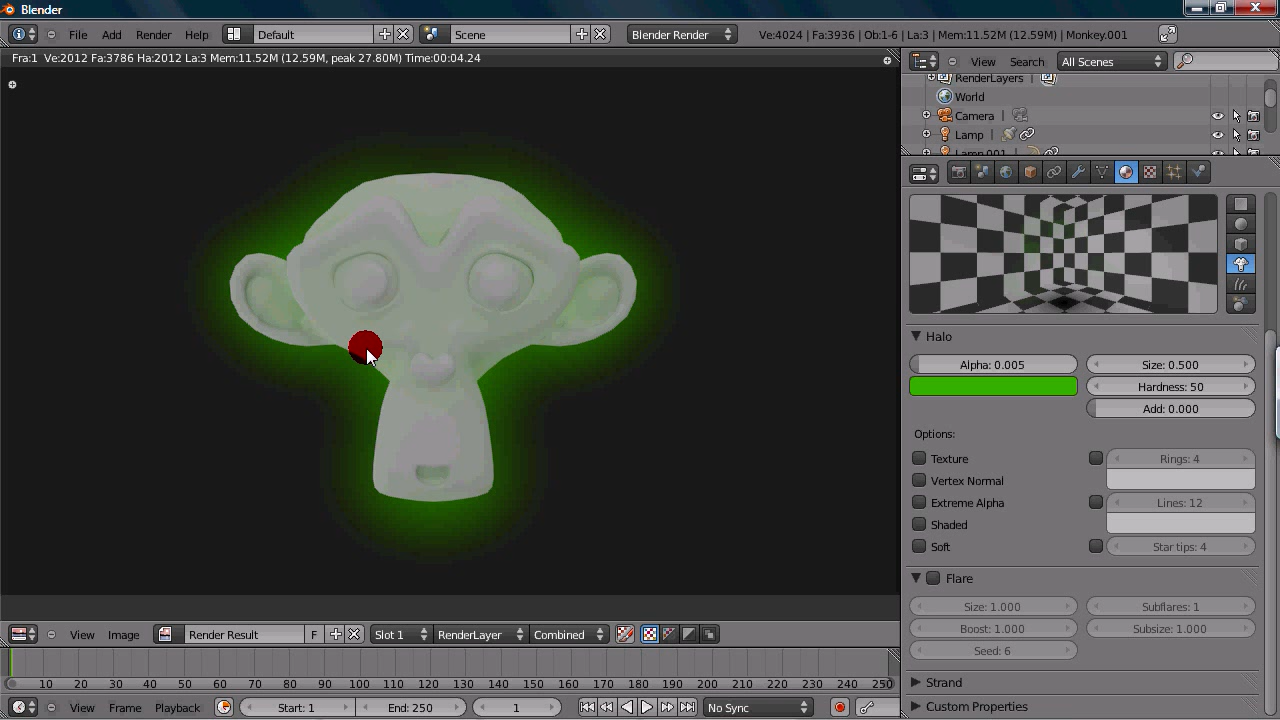 Blender
File Add Render Help Default Scene Blender Render Ve:4024 | Fa:3936 | Ob:1-6 | La:3 | Mem:11.52M (12.59M) | Monkey.001
Fra:1 Ve:2012 Fa:3786 Ha:2012 La:3 Mem:11.52M (12.59M, peak 27.80M) Time:00:04.24
View Search All Scenes
RenderLayers
World
Camera
Lamp
Lamp.001
Halo
Alpha: 0.005 Size: 0.500
Hardness: 50
Add: 0.000
Options:
Texture Rings: 4
Vertex Normal
Extreme Alpha Lines: 12
Shaded
Soft Star tips: 4
Flare
Size: 1.000 Subflares: 1
Boost: 1.000 Subsize: 1.000
Seed: 6
Strand
Custom Properties
View Image Render Result F Slot 1 RenderLayer Combined
10 20 30 40 50 60 70 80 90 100 110 120 130 140 150 160 170 180 190 200 210 220 230 240 250
View Frame Playback Start: 1 End: 250 1 No Sync